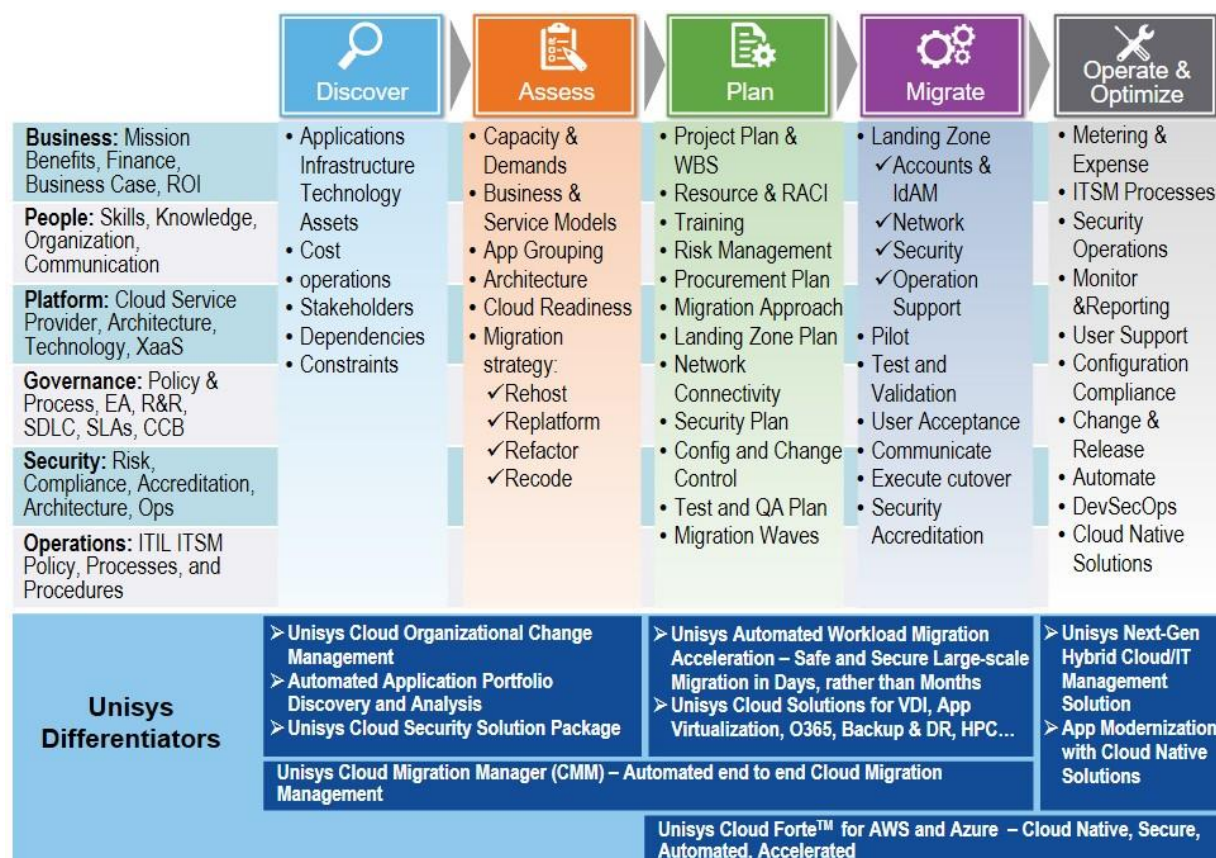 Discover
Assess
Plan
Migrate
Operate &
Optimize
Business: Mission
Benefits, Finance,
Business Case, ROI
People: Skills, Knowledge,
Organization,
Communication
Platform: Cloud Service
Provider, Architecture,
Technology, XaaS
Governance: Policy &
Process, EA, R&R,
SDLC, SLAs, CCB
Security: Risk,
Compliance, Accreditation,
Architecture, Ops
Operations: ITIL ITSM
Policy, Processes, and
Procedures
• Applications
Infrastructure
Technology
Assets
• Cost
• operations
• Stakeholders
• Dependencies
• Constraints
• Capacity &
Demands
• Business &
Service Models
• App Grouping
• Architecture
• Cloud Readiness
• Migration
strategy:
✓Rehost
✓Replatform
✓Refactor
✓Recode
• Project Plan &
WBS
• Resource & RACI
• Training
• Risk Management
• Procurement Plan
• Migration Approach
• Landing Zone Plan
• Network
Connectivity
• Security Plan
• Config and Change
Control
• Test and QA Plan
• Migration Waves
• Landing Zone
✓Accounts &
IdAM
✓Network
✓Security
✓Operation
Support
• Pilot
• Test and
Validation
• User Acceptance
• Communicate
• Execute cutover
• Security
Accreditation
• Metering &
Expense
• ITSM Processes
• Security
Operations
• Monitor
&Reporting
• User Support
• Configuration
Compliance
• Change &
Release
• Automate
• DevSecOps
• Cloud Native
Solutions
Unisys
Differentiators
➢ Unisys Cloud Organizational Change
Management
➢ Automated Application Portfolio
Discovery and Analysis
➢ Unisys Cloud Security Solution Package
➢ Unisys Automated Workload Migration
Acceleration – Safe and Secure Large-scale
Migration in Days, rather than Months
➢ Unisys Cloud Solutions for VDI, App
Virtualization, O365, Backup & DR, HPC…
➢ Unisys Next-Gen
Hybrid Cloud/IT
Management
Solution
➢ App Modernization
with Cloud Native
Solutions
Unisys Cloud Migration Manager (CMM) – Automated end to end Cloud Migration
Management
Unisys Cloud Forte™ for AWS and Azure – Cloud Native, Secure,
Automated, Accelerated